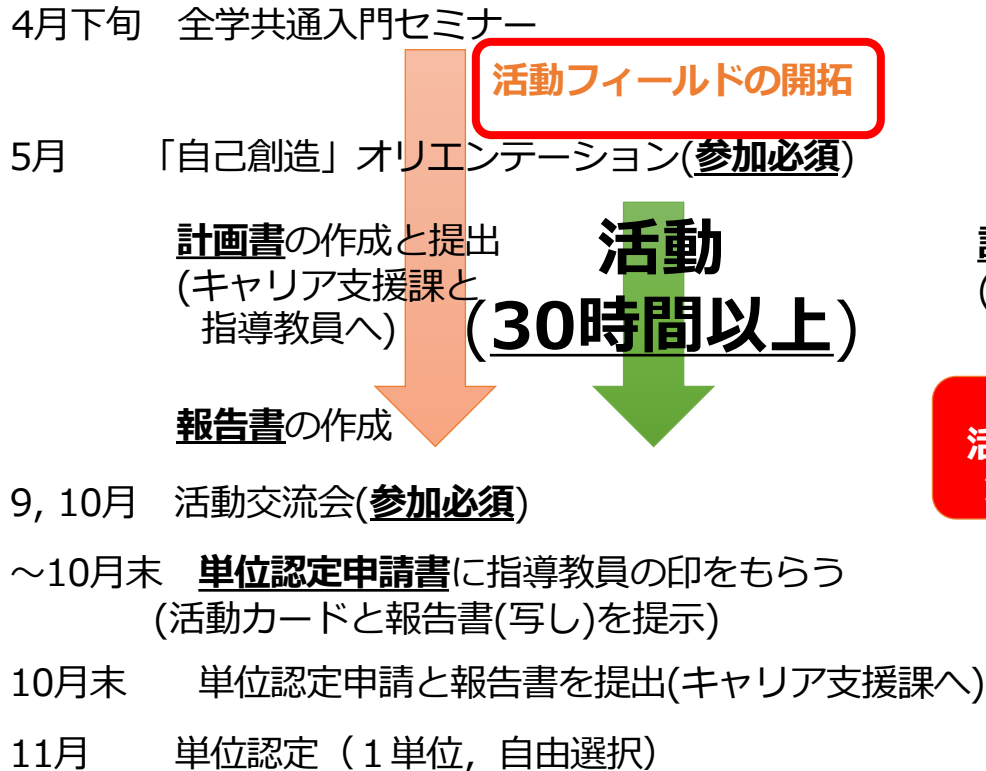 4月下旬　全学共通入門セミナー
活動フィールドの開拓
5月　「自己創造」オリエンテーション(参加必須)
計画書の作成と提出
(キャリア支援課と
指導教員へ)
活動
(30時間以上)
報告書の作成
9, 10月　活動交流会(参加必須)
～10月末　単位認定申請書に指導教員の印をもらう
(活動カードと報告書(写し)を提示)
10月末　単位認定申請と報告書を提出(キャリア支援課へ)
11月　単位認定（１単位，自由選択）